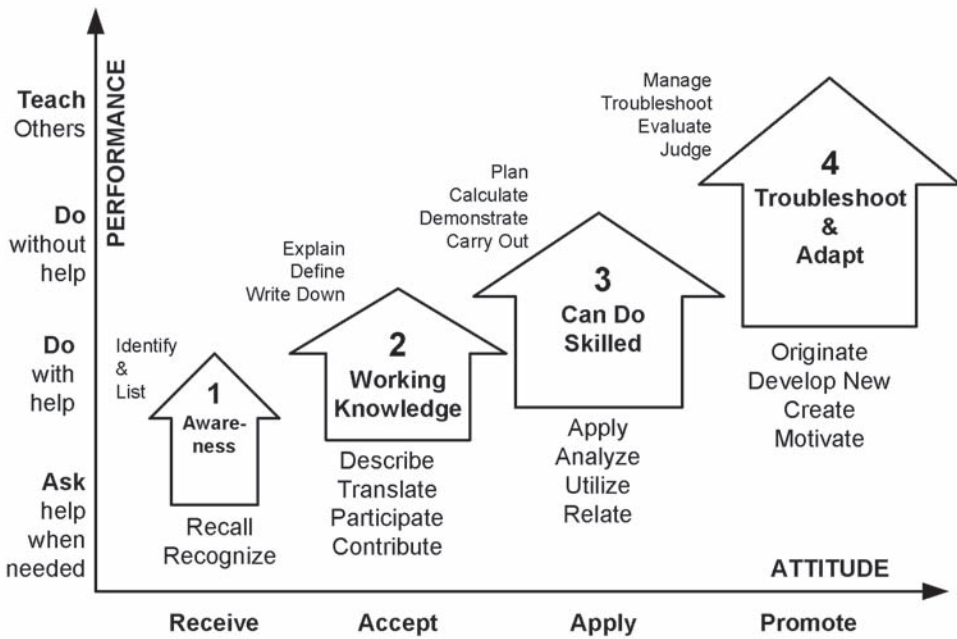 PERFORMANCE
Teach
Others
Do
without
help
Do
with
help
Ask
help
when
needed
Identify
&
List
1
Aware-
ness
Recall
Recognize
Explain
Define
Write Down
2
Working
Knowledge
Describe
Translate
Participate
Contribute
Plan
Calculate
Demonstrate
Carry Out
3
Can Do
Skilled
Apply
Analyze
Utilize
Relate
Manage
Troubleshoot
Evaluate
Judge
4
Troubleshoot
&
Adapt
Originate
Develop New
Create
Motivate
ATTITUDE
Receive
Accept
Apply
Promote